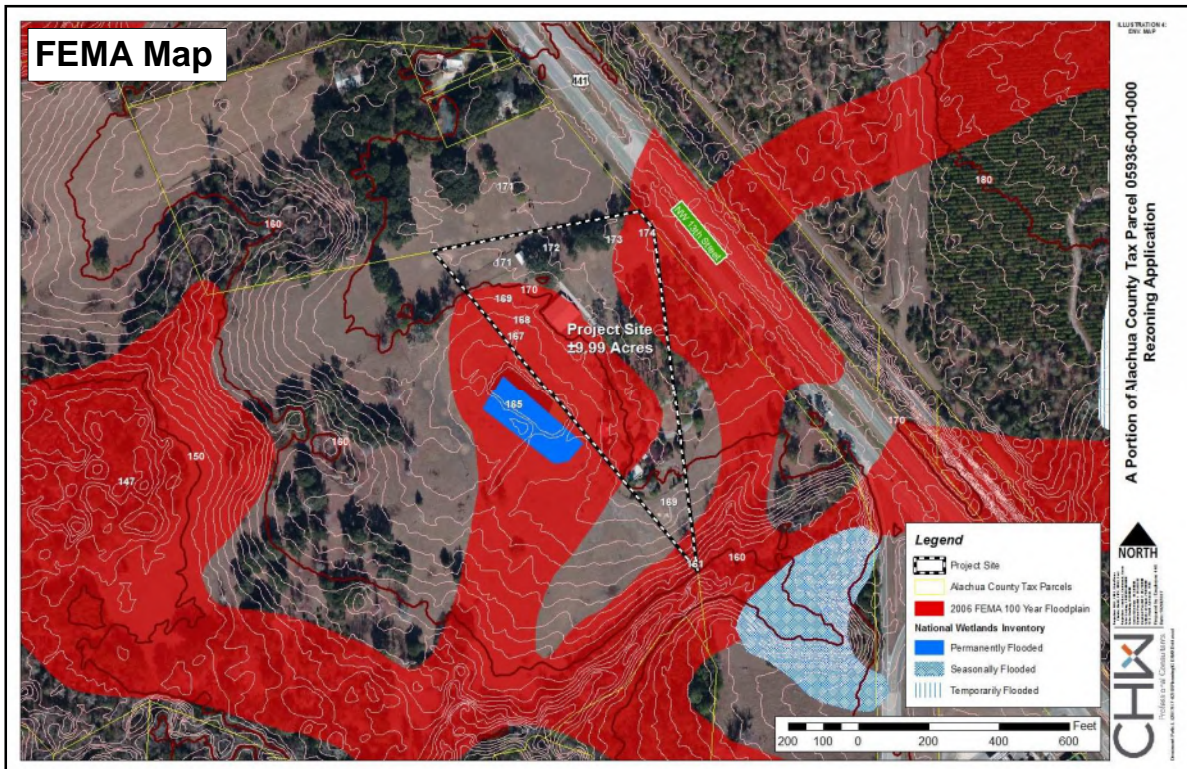 FEMA Map
441
NW 13th Street
171
180
160
174
173
172
171
170
169
168
167
Project Site
±9.99 Acres
165
170
160
150
147
169
160
161
Legend
Project Site
Alachua County Tax Parcels
2006 FEMA 100 Year Floodplain
National Wetlands Inventory
Permanently Flooded
Seasonally Flooded
Temporarily Flooded
200 100 0 200 400 600 Feet
ILLUSTRATION 4:
ENV. MAP
A Portion of Alachua County Tax Parcel 05936-001-000
Rezoning Application
NORTH
CHW
Professional Consultants